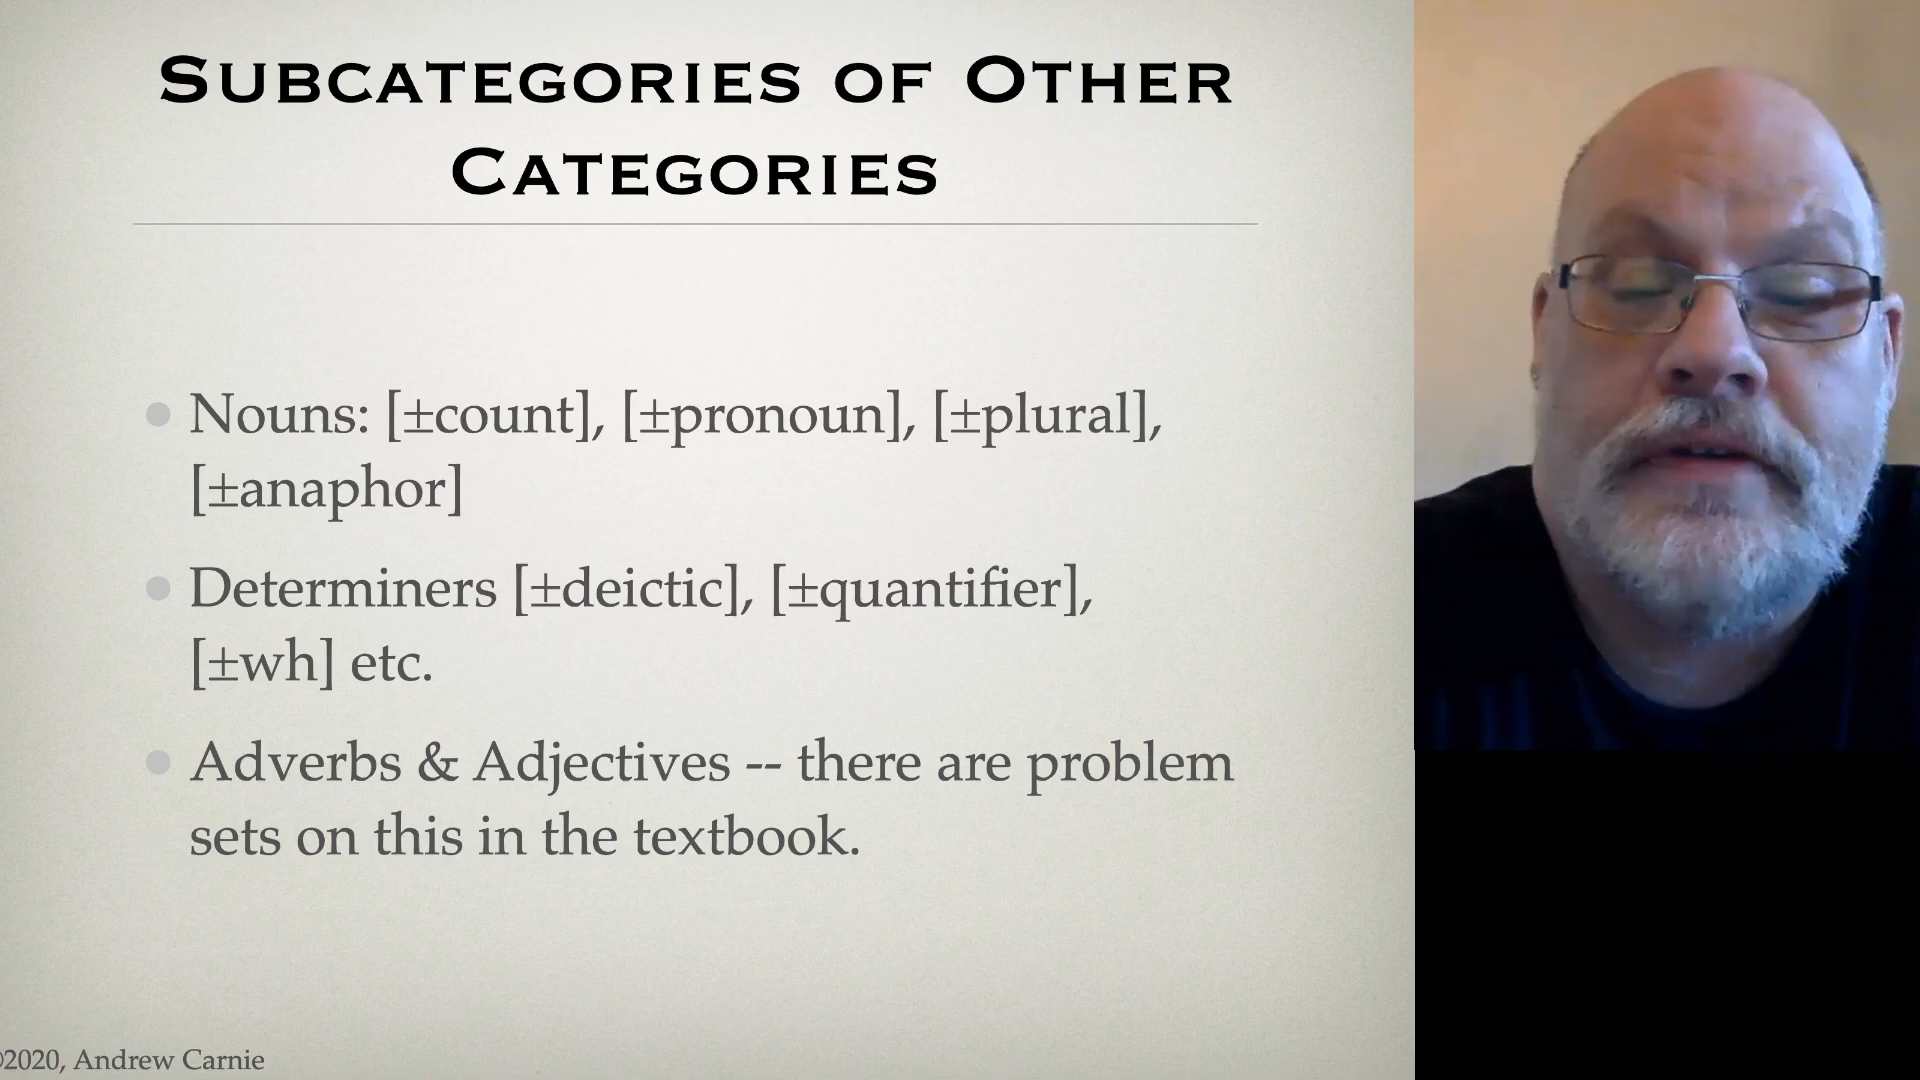 Subcategories of Other
Categories
Nouns: [±count], [±pronoun], [±plural],
[±anaphor]
Determiners [±deictic], [±quantifier],
[±wh] etc.
Adverbs & Adjectives -- there are problem
sets on this in the textbook.
©2020, Andrew Carnie